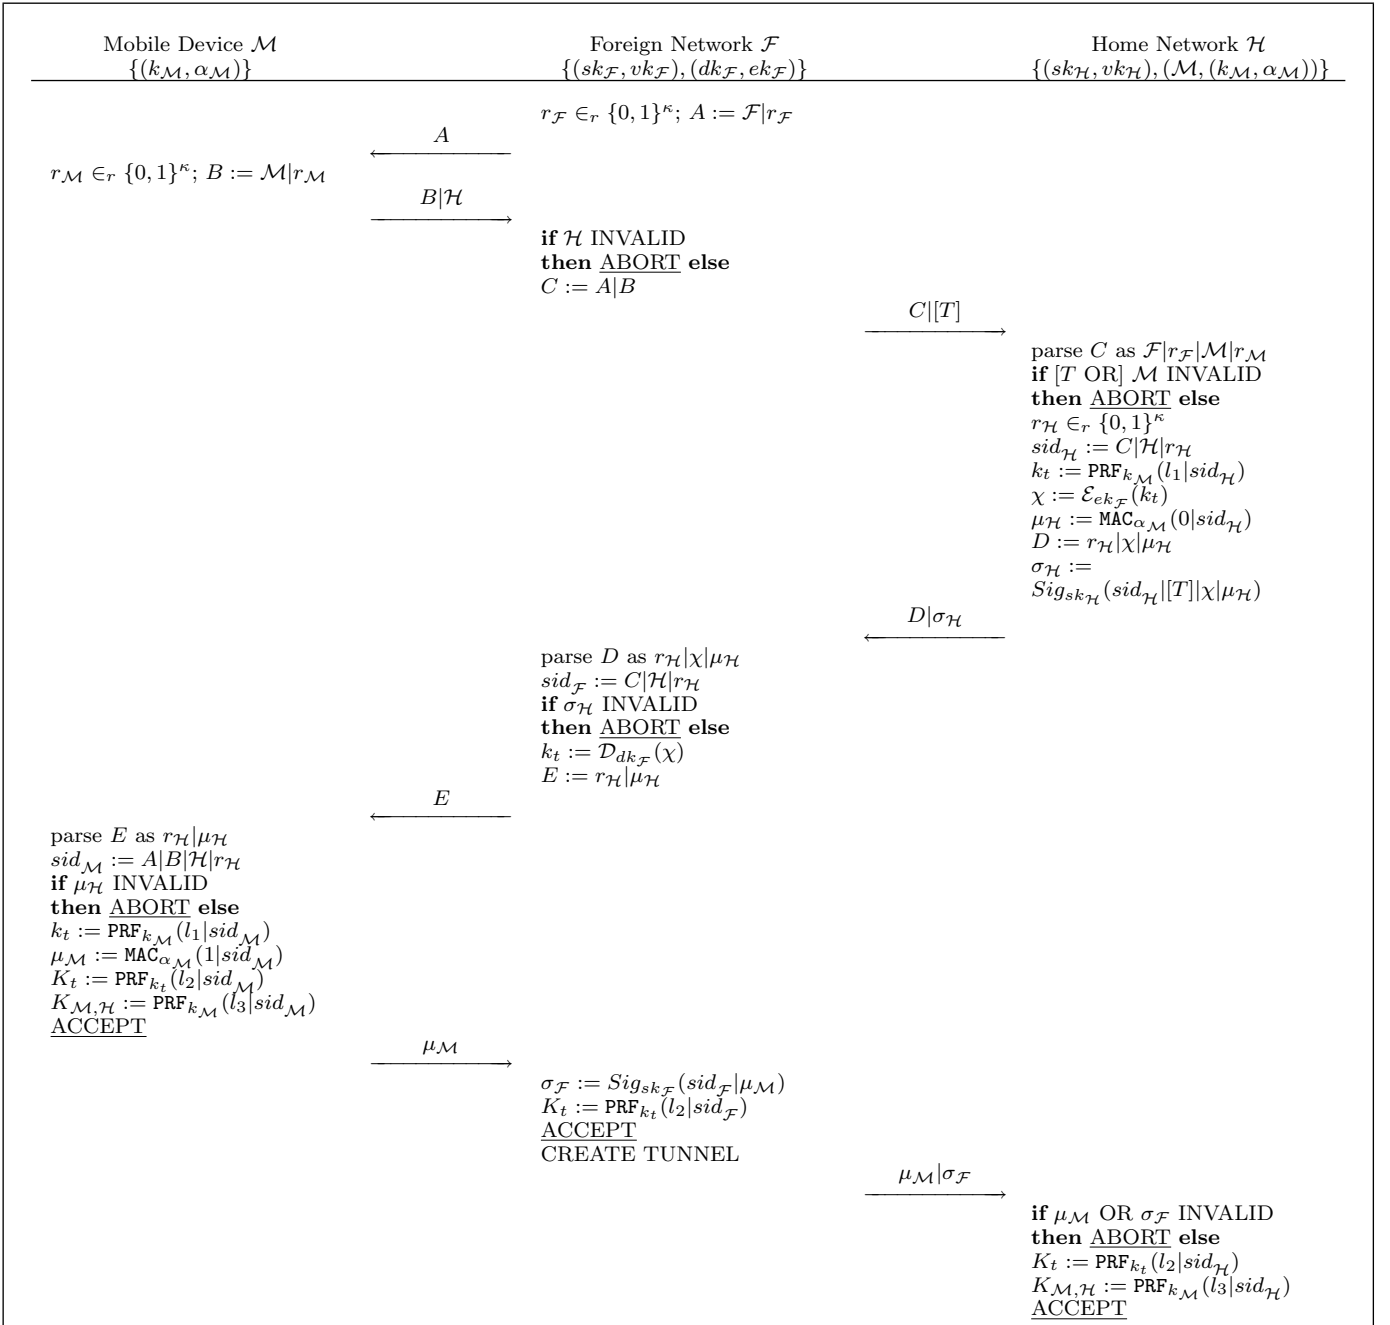 Mobile Device ℳ Foreign Network ℱ Home Network ℋ
{(k_ℳ, α_ℳ)} {(sk_ℱ, vk_ℱ), (dk_ℱ, ek_ℱ)} {(sk_ℋ, vk_ℋ), (ℳ, (k_ℳ, α_ℳ))}
r_ℱ ∈_r {0, 1}^κ; A := ℱ|r_ℱ
A
r_ℳ ∈_r {0, 1}^κ; B := ℳ|r_ℳ
B|ℋ
if ℋ INVALID
then ABORT else
C := A|B
C|[T]
parse C as ℱ|r_ℱ|ℳ|r_ℳ
if [T OR] ℳ INVALID
then ABORT else
r_ℋ ∈_r {0, 1}^κ
sid_ℋ := C|ℋ|r_ℋ
k_t := PRF_{k_ℳ}(l_1|sid_ℋ)
χ := ℰ_{ek_ℱ}(k_t)
μ_ℋ := MAC_{α_ℳ}(0|sid_ℋ)
D := r_ℋ|χ|μ_ℋ
σ_ℋ :=
Sig_{sk_ℋ}(sid_ℋ|[T]|χ|μ_ℋ)
D|σ_ℋ
parse D as r_ℋ|χ|μ_ℋ
sid_ℱ := C|ℋ|r_ℋ
if σ_ℋ INVALID
then ABORT else
k_t := 𝒟_{dk_ℱ}(χ)
E := r_ℋ|μ_ℋ
E
parse E as r_ℋ|μ_ℋ
sid_ℳ := A|B|ℋ|r_ℋ
if μ_ℋ INVALID
then ABORT else
k_t := PRF_{k_ℳ}(l_1|sid_ℳ)
μ_ℳ := MAC_{α_ℳ}(1|sid_ℳ)
K_t := PRF_{k_t}(l_2|sid_ℳ)
K_{ℳ,ℋ} := PRF_{k_ℳ}(l_3|sid_ℳ)
ACCEPT
μ_ℳ
σ_ℱ := Sig_{sk_ℱ}(sid_ℱ|μ_ℳ)
K_t := PRF_{k_t}(l_2|sid_ℱ)
ACCEPT
CREATE TUNNEL
μ_ℳ|σ_ℱ
if μ_ℳ OR σ_ℱ INVALID
then ABORT else
K_t := PRF_{k_t}(l_2|sid_ℋ)
K_{ℳ,ℋ} := PRF_{k_ℳ}(l_3|sid_ℋ)
ACCEPT